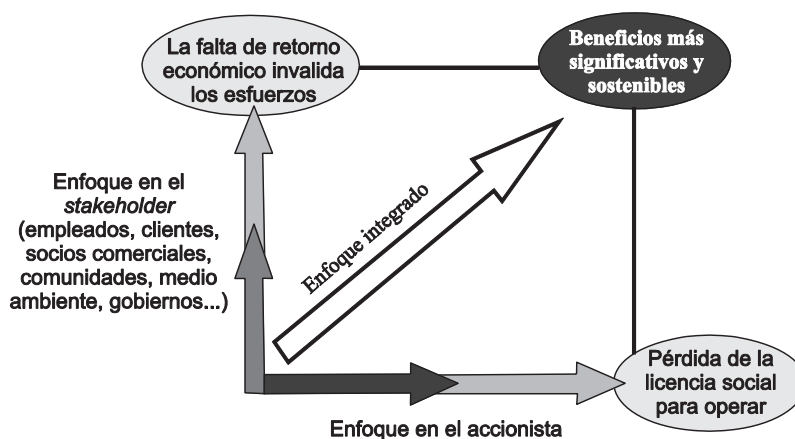 La falta de retorno
económico invalida
los esfuerzos
Beneficios más
significativos y
sostenibles
Enfoque en el
stakeholder
(empleados, clientes,
socios comerciales,
comunidades, medio
ambiente, gobiernos...)
Enfoque integrado
Pérdida de la
licencia social
para operar
Enfoque en el accionista